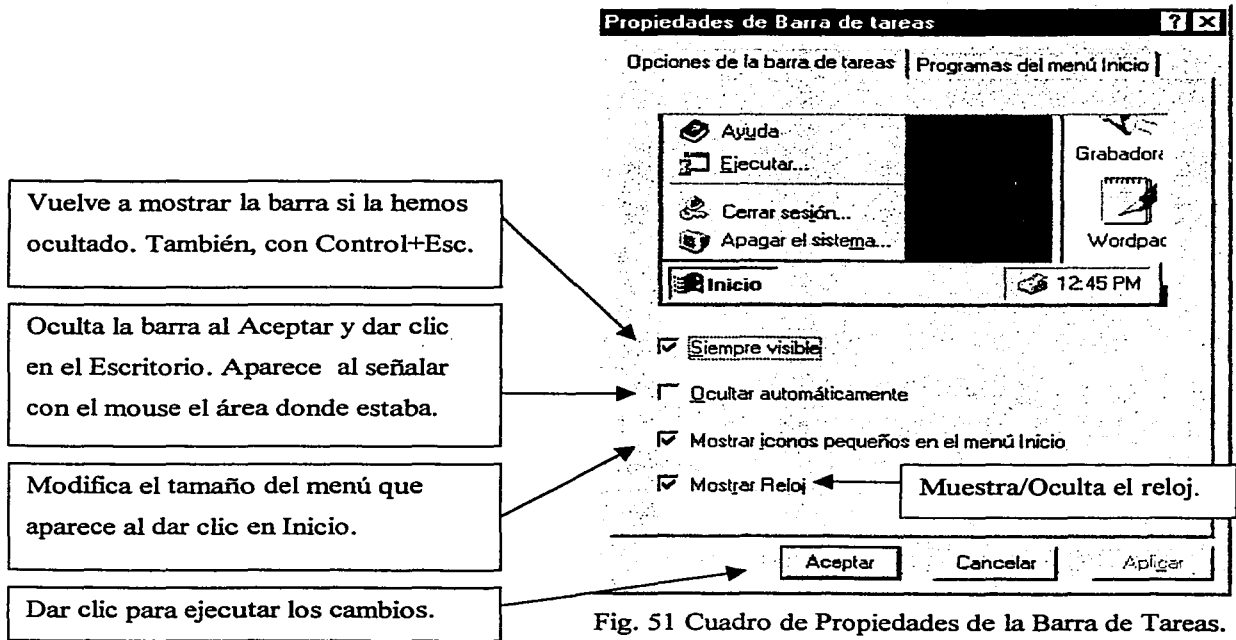 Propiedades de Barra de tareas
Opciones de la barra de tareas
Programas del menú Inicio
Ayuda
Ejecutar...
Cerrar sesión...
Apagar el sistema...
Inicio
Grabadora
Wordpad
12:45 PM
Vuelve a mostrar la barra si la hemos
ocultado. También, con Control+Esc.
Siempre visible
Oculta la barra al Aceptar y dar clic
en el Escritorio. Aparece al señalar
con el mouse el área donde estaba.
Ocultar automáticamente
Modifica el tamaño del menú que
aparece al dar clic en Inicio.
Mostrar iconos pequeños en el menú Inicio
Mostrar Reloj
Muestra/Oculta el reloj.
Dar clic para ejecutar los cambios.
Aceptar
Cancelar
Aplicar
Fig. 51 Cuadro de Propiedades de la Barra de Tareas.